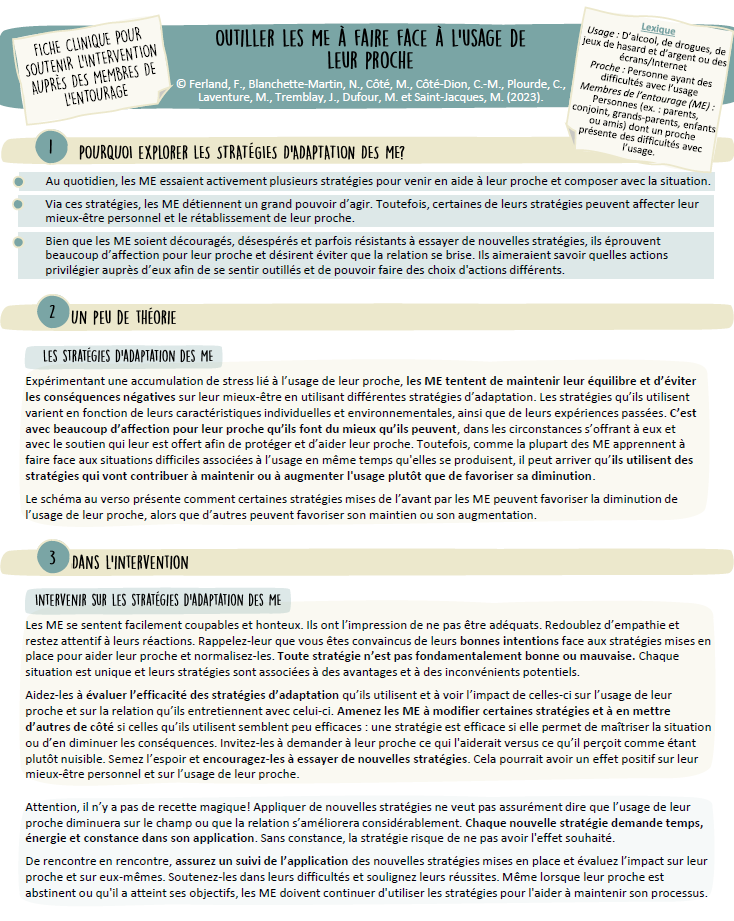 FICHE CLINIQUE POUR
SOUTENIR L'INTERVENTION
AUPRÈS DES MEMBRES DE
L'ENTOURAGE
OUTILLER LES ME À FAIRE FACE À L'USAGE DE
LEUR PROCHE
© Ferland, F., Blanchette-Martin, N., Côté, M., Côté-Dion, C.-M., Plourde, C.,
Laventure, M., Tremblay, J., Dufour, M. et Saint-Jacques, M. (2023).
Lexique
Usage : D'alcool, de drogues, de
jeux de hasard et d'argent ou des
écrans/Internet
Proche : Personne ayant des
difficultés avec l'usage
Membres de l'entourage (ME) :
Personnes (ex. : parents,
conjoint, grands-parents, enfants
ou amis) dont un proche
présente des difficultés avec
l'usage.
1 POURQUOI EXPLORER LES STRATÉGIES D'ADAPTATION DES ME?
Au quotidien, les ME essaient activement plusieurs stratégies pour venir en aide à leur proche et composer avec la situation.
Via ces stratégies, les ME détiennent un grand pouvoir d'agir. Toutefois, certaines de leurs stratégies peuvent affecter leur
mieux-être personnel et le rétablissement de leur proche.
Bien que les ME soient découragés, désespérés et parfois résistants à essayer de nouvelles stratégies, ils éprouvent
beaucoup d'affection pour leur proche et désirent éviter que la relation se brise. Ils aimeraient savoir quelles actions
privilégier auprès d'eux afin de se sentir outillés et de pouvoir faire des choix d'actions différents.
2 UN PEU DE THÉORIE
LES STRATÉGIES D'ADAPTATION DES ME
Expérimentant une accumulation de stress lié à l'usage de leur proche, les ME tentent de maintenir leur équilibre et d'éviter
les conséquences négatives sur leur mieux-être en utilisant différentes stratégies d'adaptation. Les stratégies qu'ils utilisent
varient en fonction de leurs caractéristiques individuelles et environnementales, ainsi que de leurs expériences passées. C'est
avec beaucoup d'affection pour leur proche qu'ils font du mieux qu'ils peuvent, dans les circonstances s'offrant à eux et
avec le soutien qui leur est offert afin de protéger et d'aider leur proche. Toutefois, comme la plupart des ME apprennent à
faire face aux situations difficiles associées à l'usage en même temps qu'elles se produisent, il peut arriver qu'ils utilisent des
stratégies qui vont contribuer à maintenir ou à augmenter l'usage plutôt que de favoriser sa diminution.
Le schéma au verso présente comment certaines stratégies mises de l'avant par les ME peuvent favoriser la diminution de
l'usage de leur proche, alors que d'autres peuvent favoriser son maintien ou son augmentation.
3 DANS L'INTERVENTION
INTERVENIR SUR LES STRATÉGIES D'ADAPTATION DES ME
Les ME se sentent facilement coupables et honteux. Ils ont l'impression de ne pas être adéquats. Redoublez d'empathie et
restez attentif à leurs réactions. Rappelez-leur que vous êtes convaincus de leurs bonnes intentions face aux stratégies mises en
place pour aider leur proche et normalisez-les. Toute stratégie n'est pas fondamentalement bonne ou mauvaise. Chaque
situation est unique et leurs stratégies sont associées à des avantages et à des inconvénients potentiels.
Aidez-les à évaluer l'efficacité des stratégies d'adaptation qu'ils utilisent et à voir l'impact de celles-ci sur l'usage de leur
proche et sur la relation qu'ils entretiennent avec celui-ci. Amenez les ME à modifier certaines stratégies et à en mettre
d'autres de côté si celles qu'ils utilisent semblent peu efficaces : une stratégie est efficace si elle permet de maîtriser la situation
ou d'en diminuer les conséquences. Invitez-les à demander à leur proche ce qui l'aiderait versus ce qu'il perçoit comme étant
plutôt nuisible. Semez l'espoir et encouragez-les à essayer de nouvelles stratégies. Cela pourrait avoir un effet positif sur leur
mieux-être personnel et sur l'usage de leur proche.
Attention, il n'y a pas de recette magique! Appliquer de nouvelles stratégies ne veut pas assurément dire que l'usage de leur
proche diminuera sur le champ ou que la relation s'améliorera considérablement. Chaque nouvelle stratégie demande temps,
énergie et constance dans son application. Sans constance, la stratégie risque de ne pas avoir l'effet souhaité.
De rencontre en rencontre, assurez un suivi de l'application des nouvelles stratégies mises en place et évaluez l'impact sur leur
proche et sur eux-mêmes. Soutenez-les dans leurs difficultés et soulignez leurs réussites. Même lorsque leur proche est
abstinent ou qu'il a atteint ses objectifs, les ME doivent continuer d'utiliser les stratégies pour l'aider à maintenir son processus.